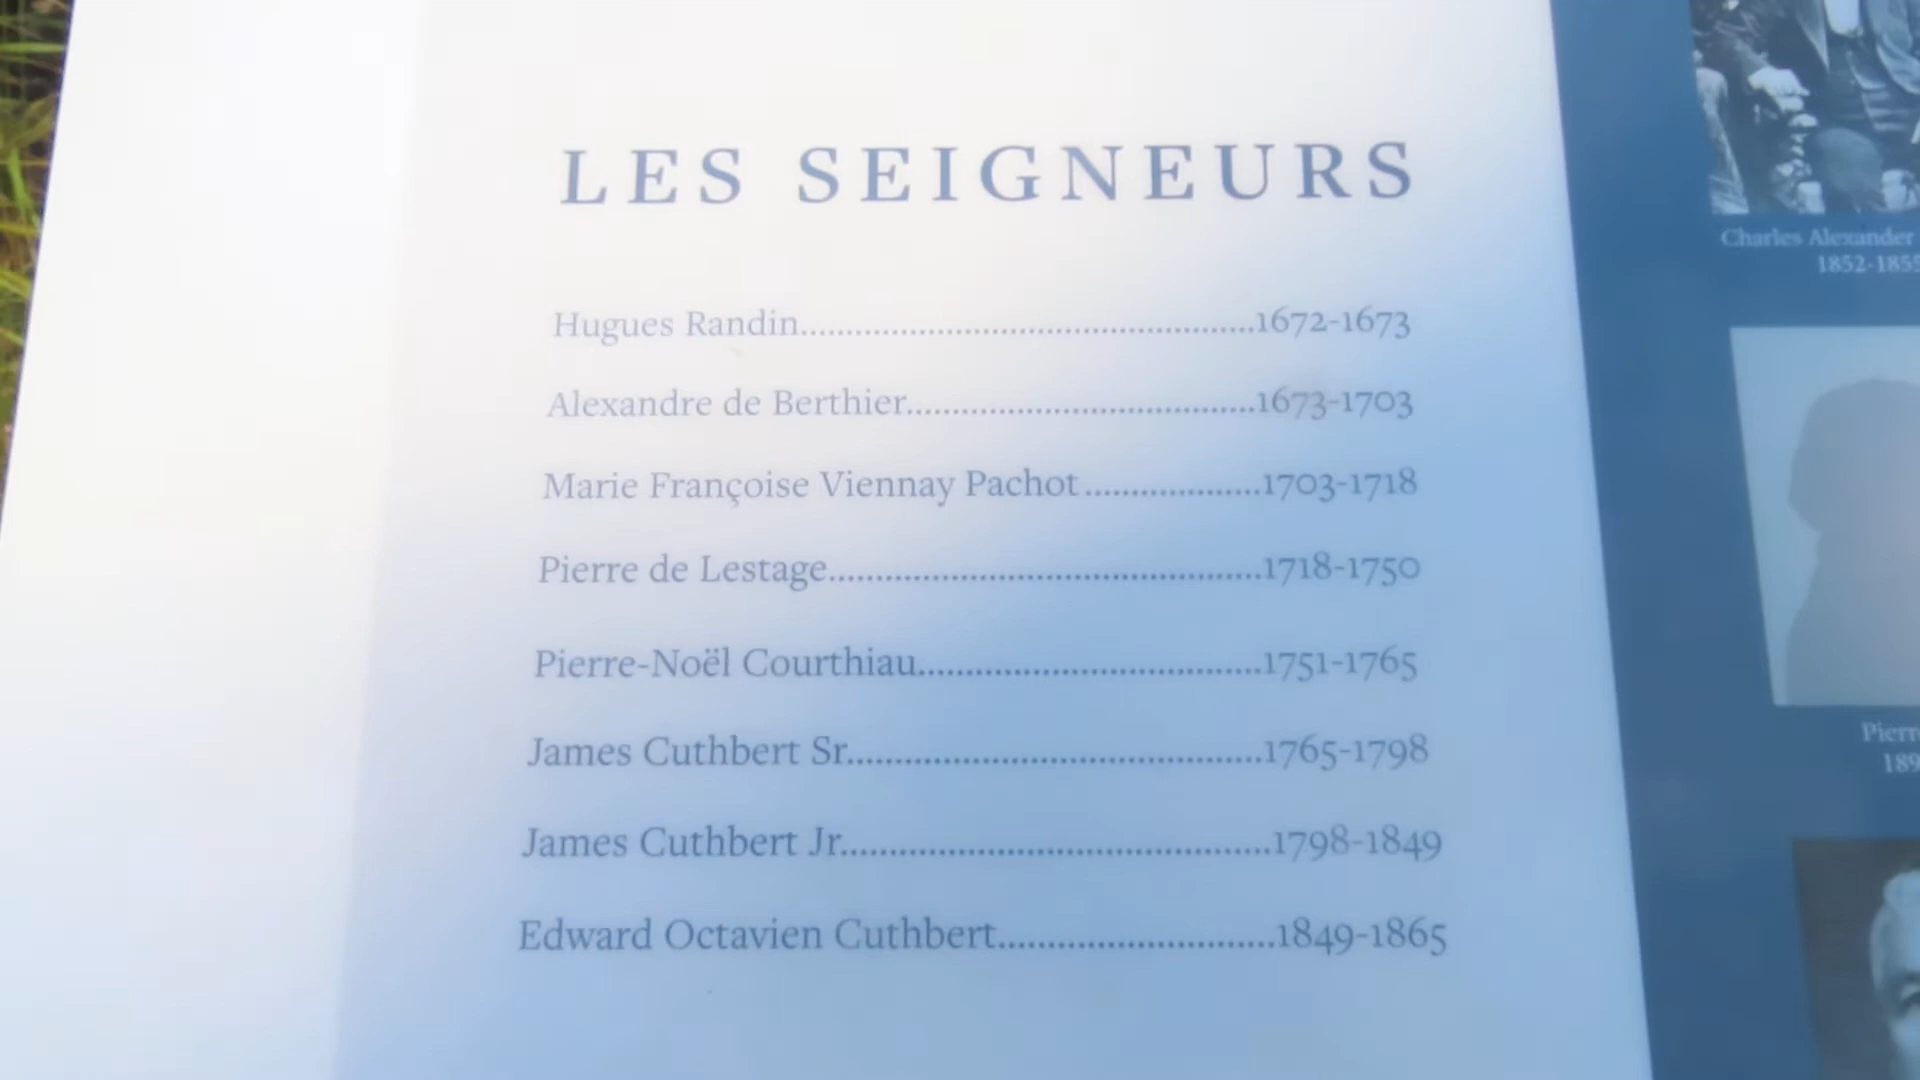 LES SEIGNEURS
Hugues Randin..........................................1672-1673
Alexandre de Berthier................................1673-1703
Marie Françoise Viennay Pachot..................1703-1718
Pierre de Lestage........................................1718-1750
Pierre-Noël Courthiau................................1751-1765
James Cuthbert Sr.......................................1765-1798
James Cuthbert Jr........................................1798-1849
Edward Octavien Cuthbert..........................1849-1865
Charles Alexander
1852-1855